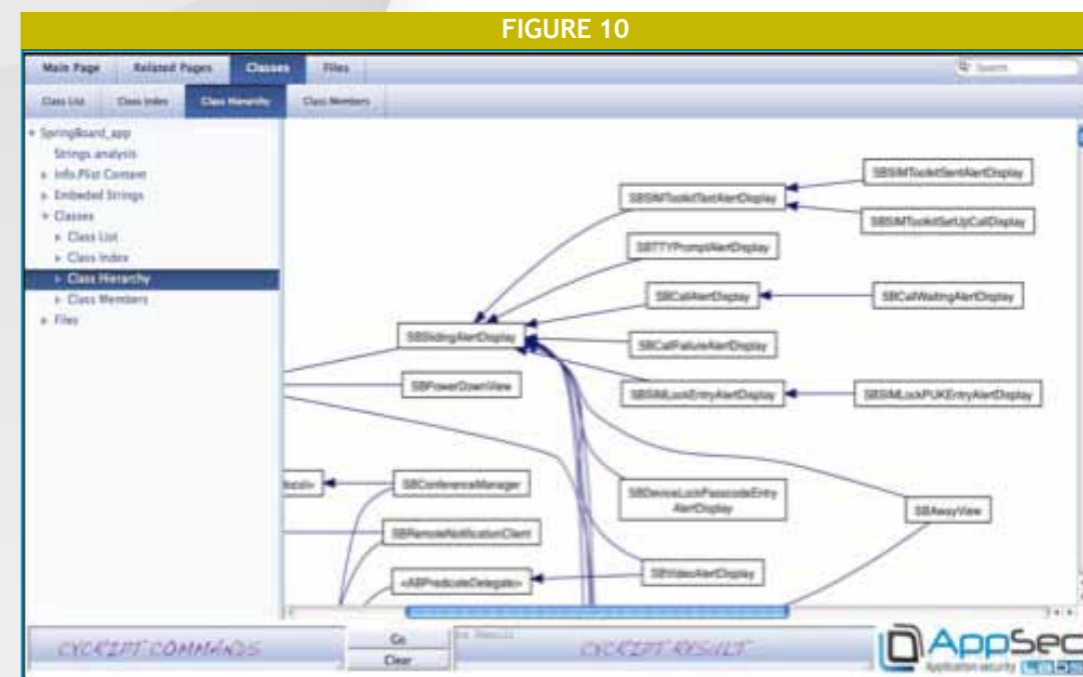 FIGURE 10
Main Page Related Pages Classes Files
Search
Class List Class Index Class Hierarchy Class Members
SpringBoard_app
Strings analysis
Info.Plist Content
Embeded Strings
Classes
Class List
Class Index
Class Hierarchy
Class Members
Files
SBSIMToolkitSentAlertDisplay
SBSIMToolkitTextAlertDisplay
SBSIMToolkitSetUpCallDisplay
SBTTYPromptAlertDisplay
SBCallAlertDisplay
SBCallWaitingAlertDisplay
SBSlidingAlertDisplay
SBCallFailureAlertDisplay
SBPowerDownView
SBSIMLockEntryAlertDisplay
SBSIMLockPUKEntryAlertDisplay
SBConferenceManager
SBDeviceLockPasscodeEntry
AlertDisplay
SBAwayView
SBRemoteNotificationClient
SBVideoAlertDisplay
<ABPredicateDelegate>
CYCRIPT COMMANDS
Go
Clear
Result
CYCRIPT RESULT
AppSec
Application security Labs